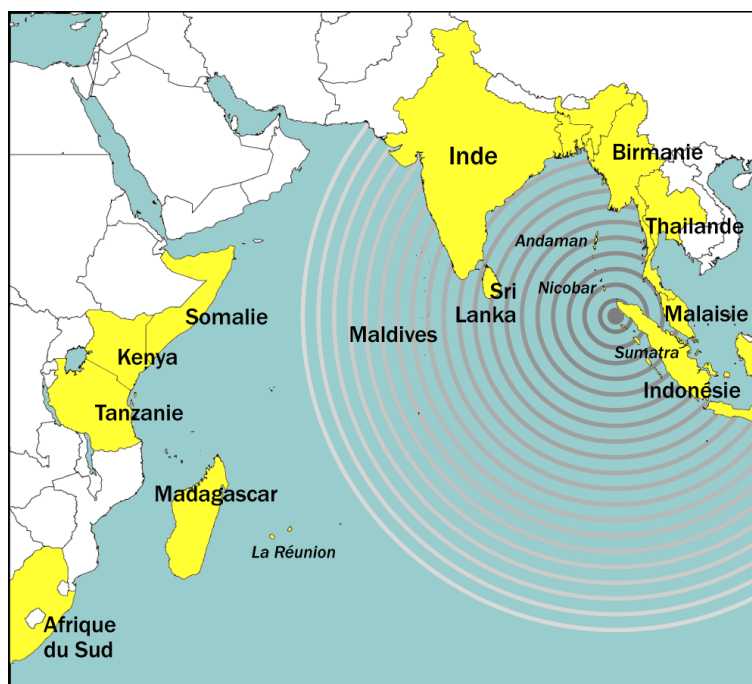 Inde
Birmanie
Thailande
Andaman
Nicobar
Sri
Lanka
Malaisie
Somalie
Maldives
Sumatra
Kenya
Indonésie
Tanzanie
Madagascar
La Réunion
Afrique
du Sud